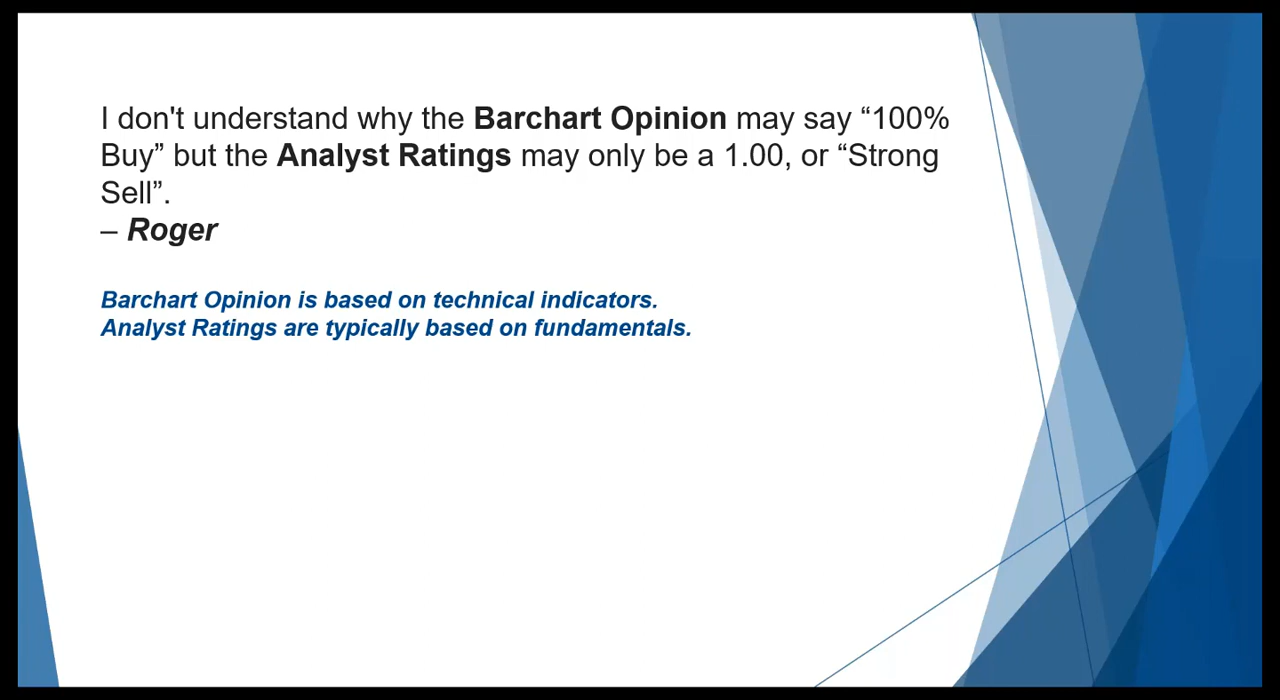 I don't understand why the Barchart Opinion may say “100%
Buy” but the Analyst Ratings may only be a 1.00, or “Strong
Sell”.
– Roger
Barchart Opinion is based on technical indicators.
Analyst Ratings are typically based on fundamentals.